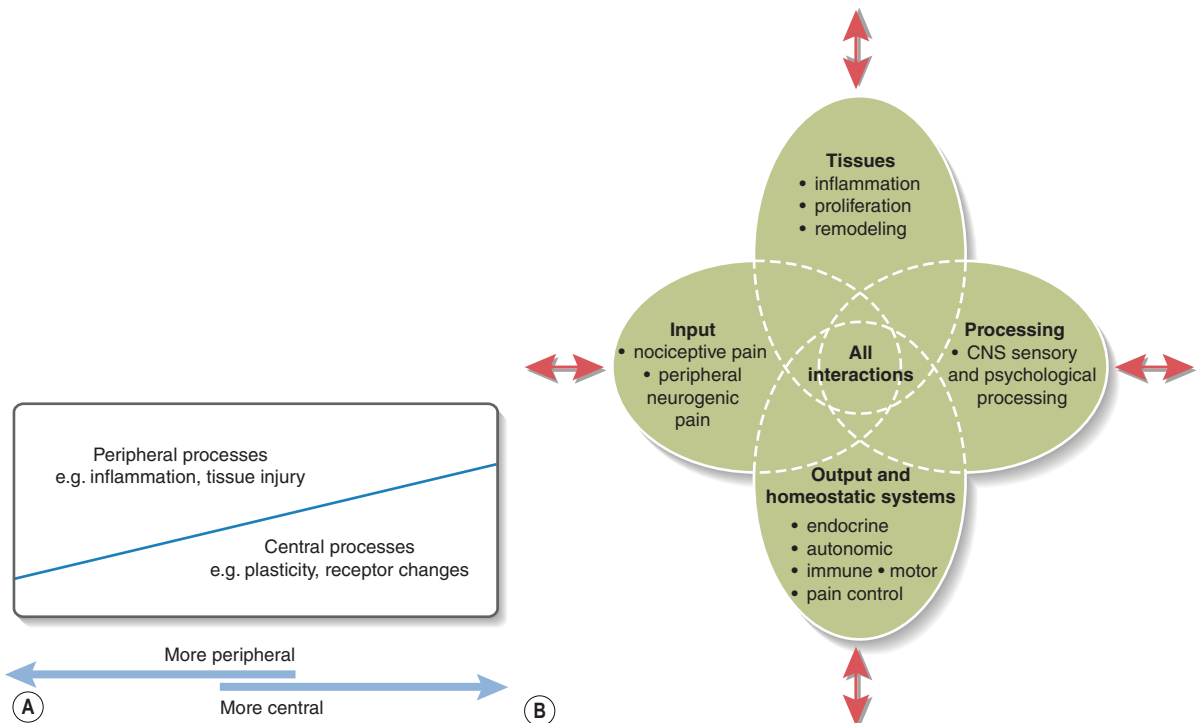 Peripheral processes
e.g. inflammation, tissue injury
Central processes
e.g. plasticity, receptor changes
More peripheral
More central
A
Tissues
• inflammation
• proliferation
• remodeling
Input
• nociceptive pain
• peripheral
neurogenic
pain
All
interactions
Processing
• CNS sensory
and psychological
processing
Output and
homeostatic systems
• endocrine
• autonomic
• immune • motor
• pain control
B